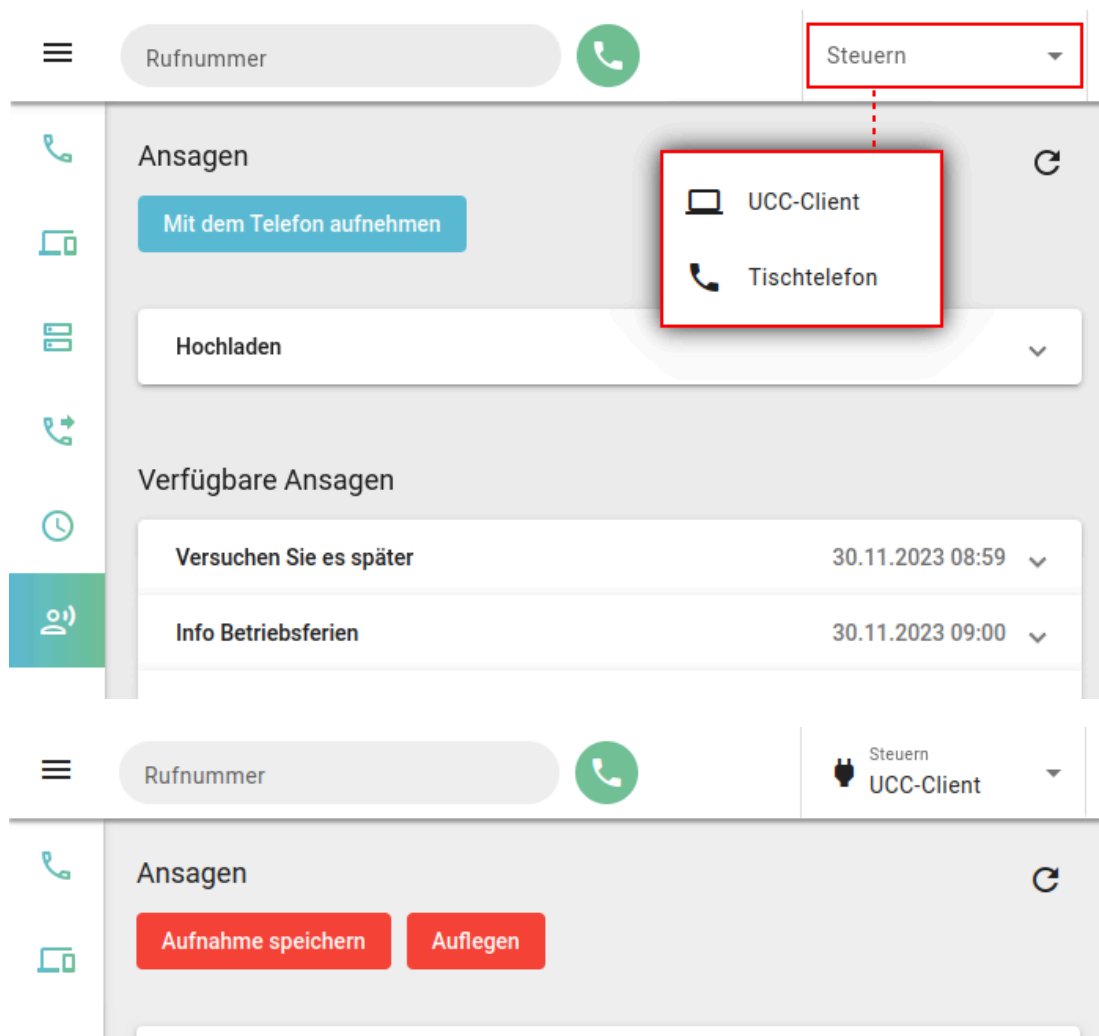 Rufnummer
Steuern
Ansagen
Mit dem Telefon aufnehmen
UCC-Client
Tischtelefon
Hochladen
Verfügbare Ansagen
Versuchen Sie es später 30.11.2023 08:59
Info Betriebsferien 30.11.2023 09:00
Rufnummer
Steuern
UCC-Client
Ansagen
Aufnahme speichern Auflegen